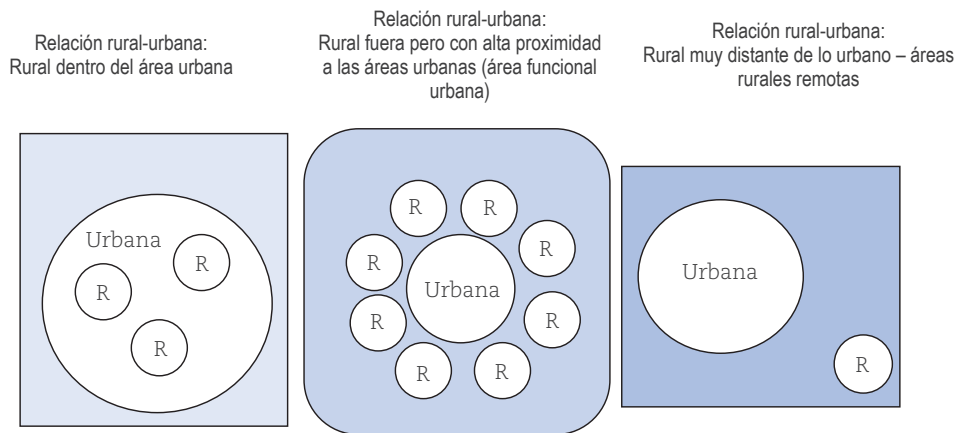 Relación rural-urbana:
Rural dentro del área urbana
Relación rural-urbana:
Rural fuera pero con alta proximidad
a las áreas urbanas (área funcional
urbana)
Relación rural-urbana:
Rural muy distante de lo urbano – áreas
rurales remotas
Urbana
R
R
R
R
R
R
R
Urbana
R
R
R
R
R
Urbana
R